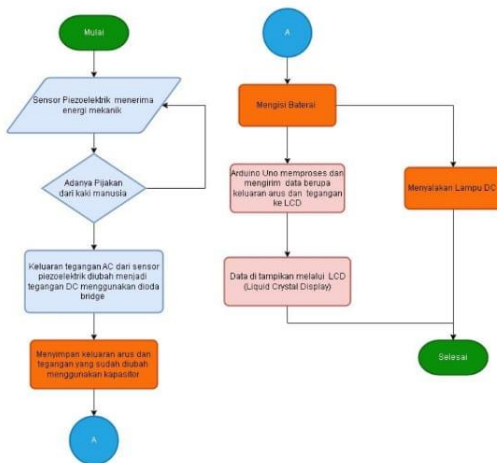 Mulai
Sensor Piezoelektrik menerima
energi mekanik
Adanya Pijakan
dari kaki manusia
Keluaran tegangan AC dari sensor
piezoelektrik diubah menjadi
tegangan DC menggunakan dioda
bridge
Menyimpan keluaran arus dan
tegangan yang sudah diubah
menggunakan kapasitor
A
A
Mengisi Baterai
Arduino Uno memproses dan
mengirim data berupa
keluaran arus dan tegangan
ke LCD
Menyalakan Lampu DC
Data di tampikan melalui LCD
(Liquid Crystal Display)
Selesai